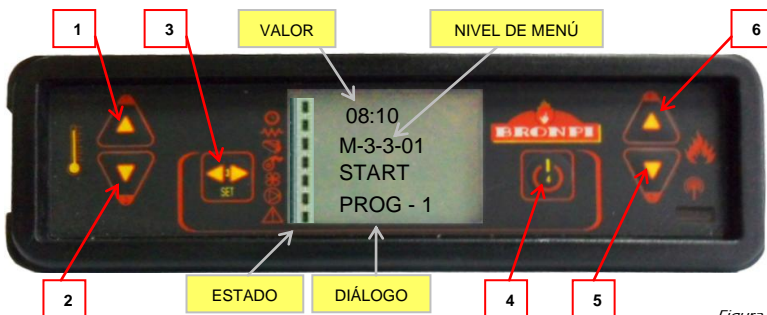 1
3
VALOR
NIVEL DE MENÚ
6
08:10
M-3-3-01
START
PROG - 1
BRONPI
SET
2
ESTADO
DIÁLOGO
4
5
Figura